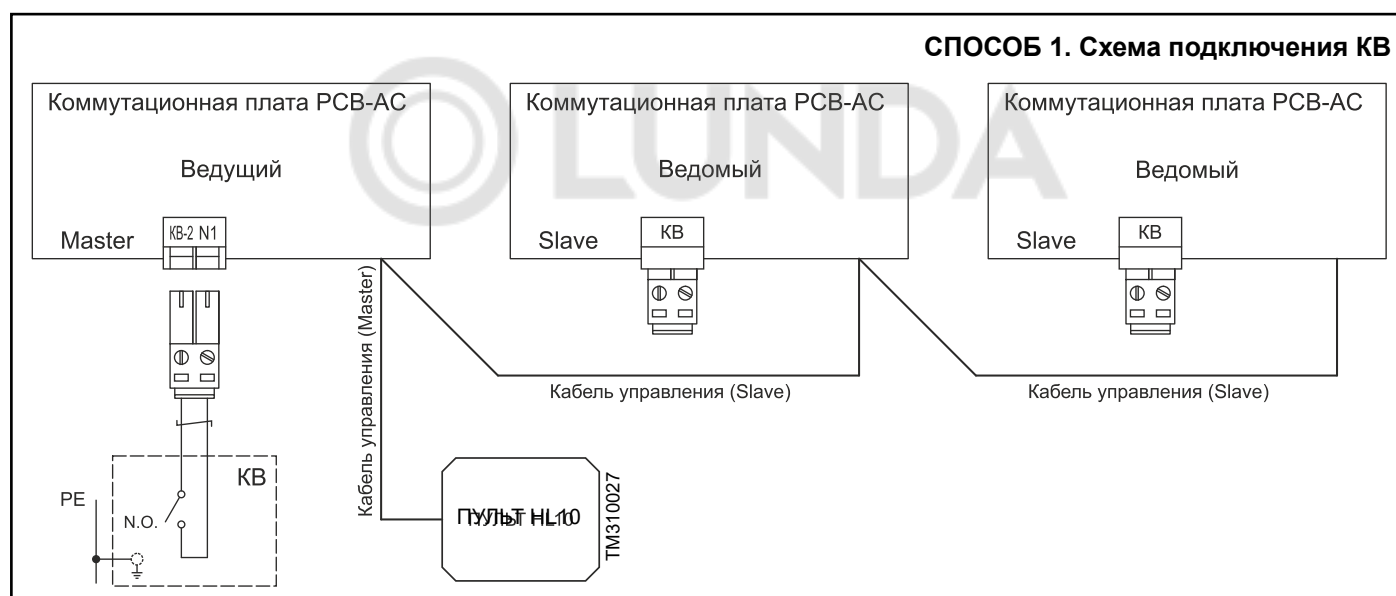 СПОСОБ 1. Схема подключения КВ
Коммутационная плата PCB-AC
Коммутационная плата PCB-AC
Коммутационная плата PCB-AC
LUNDA
Ведущий
Ведомый
Ведомый
Master
КВ-2 N1
Slave
КВ
Slave
КВ
Кабель управления (Master)
Кабель управления (Slave)
Кабель управления (Slave)
КВ
PE
N.O.
ПУЛЬТ HL10
TM310027